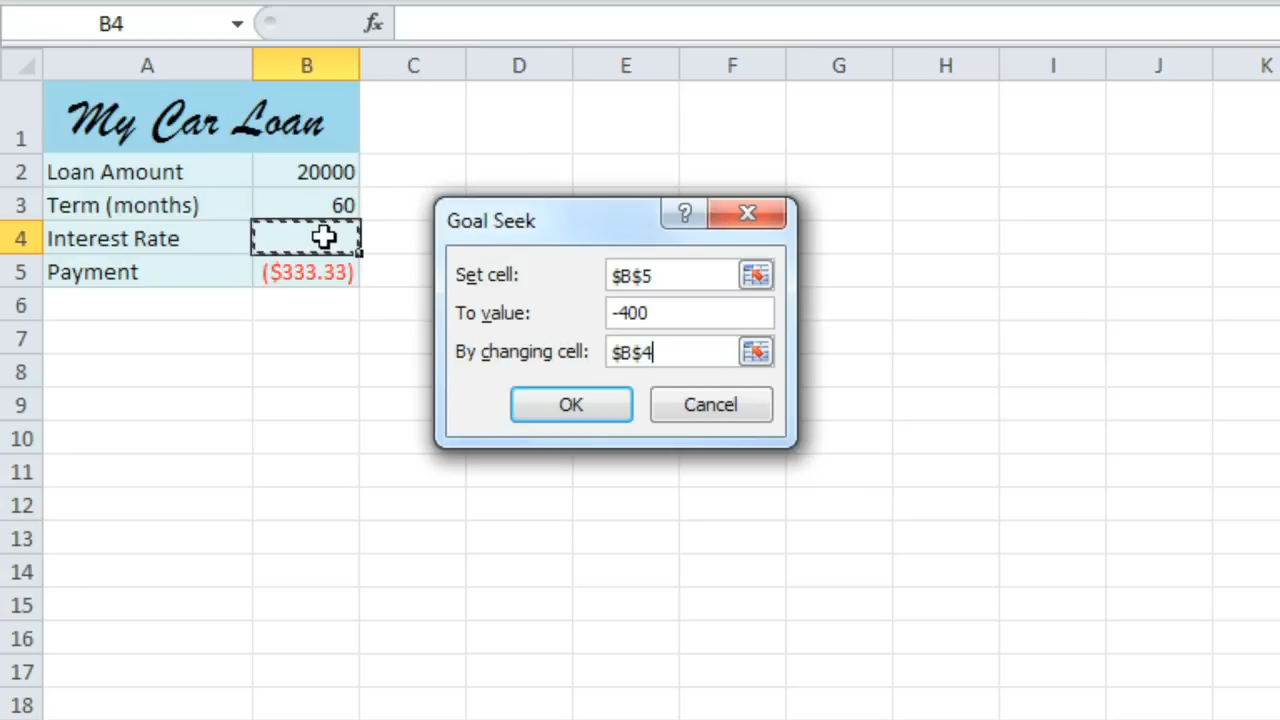 B4 fx
A B C D E F G H I J K
1 My Car Loan
2 Loan Amount 20000
3 Term (months) 60
4 Interest Rate
5 Payment ($333.33)
6
7
8
9
10
11
12
13
14
15
16
17
18
Goal Seek ?
Set cell: $B$5
To value: -400
By changing cell: $B$4
OK Cancel